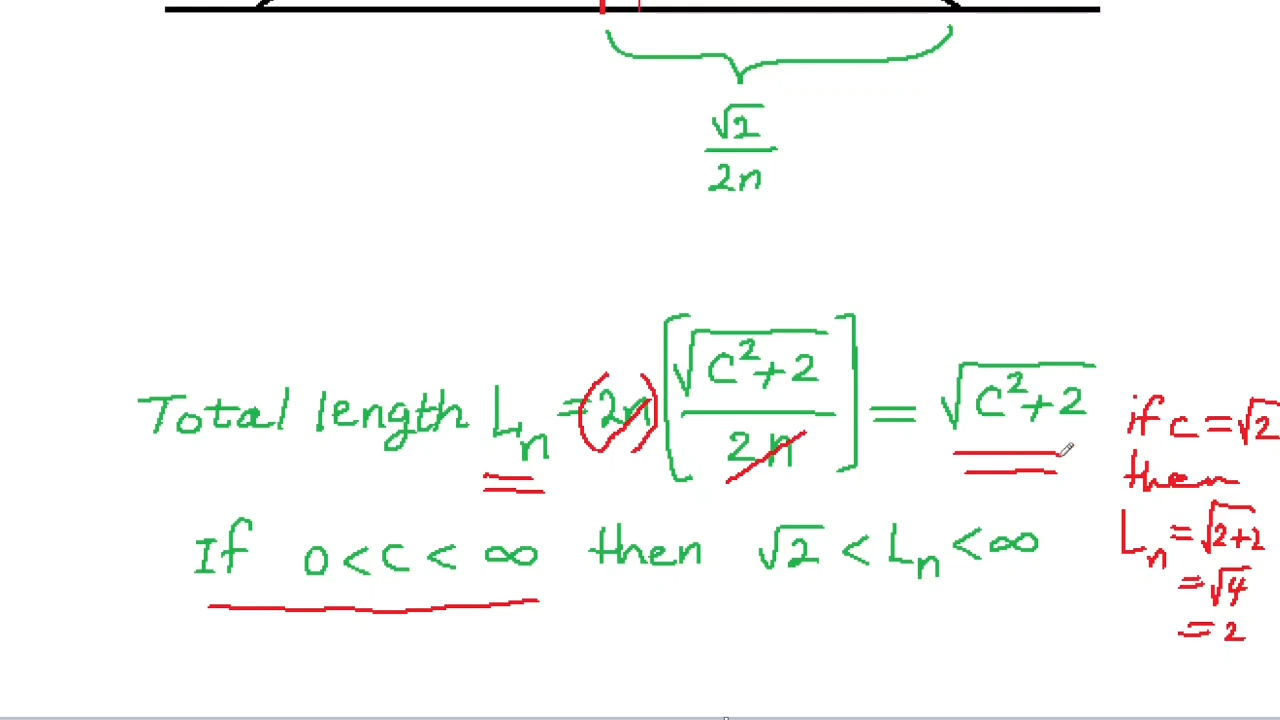 √2
2n
Total length Lₙ = (2n) [√(C²+2) / 2n] = √(C²+2)
If 0 < C < ∞ then √2 < Lₙ < ∞
if C = √2
then
Lₙ = √2+2
= √4
= 2